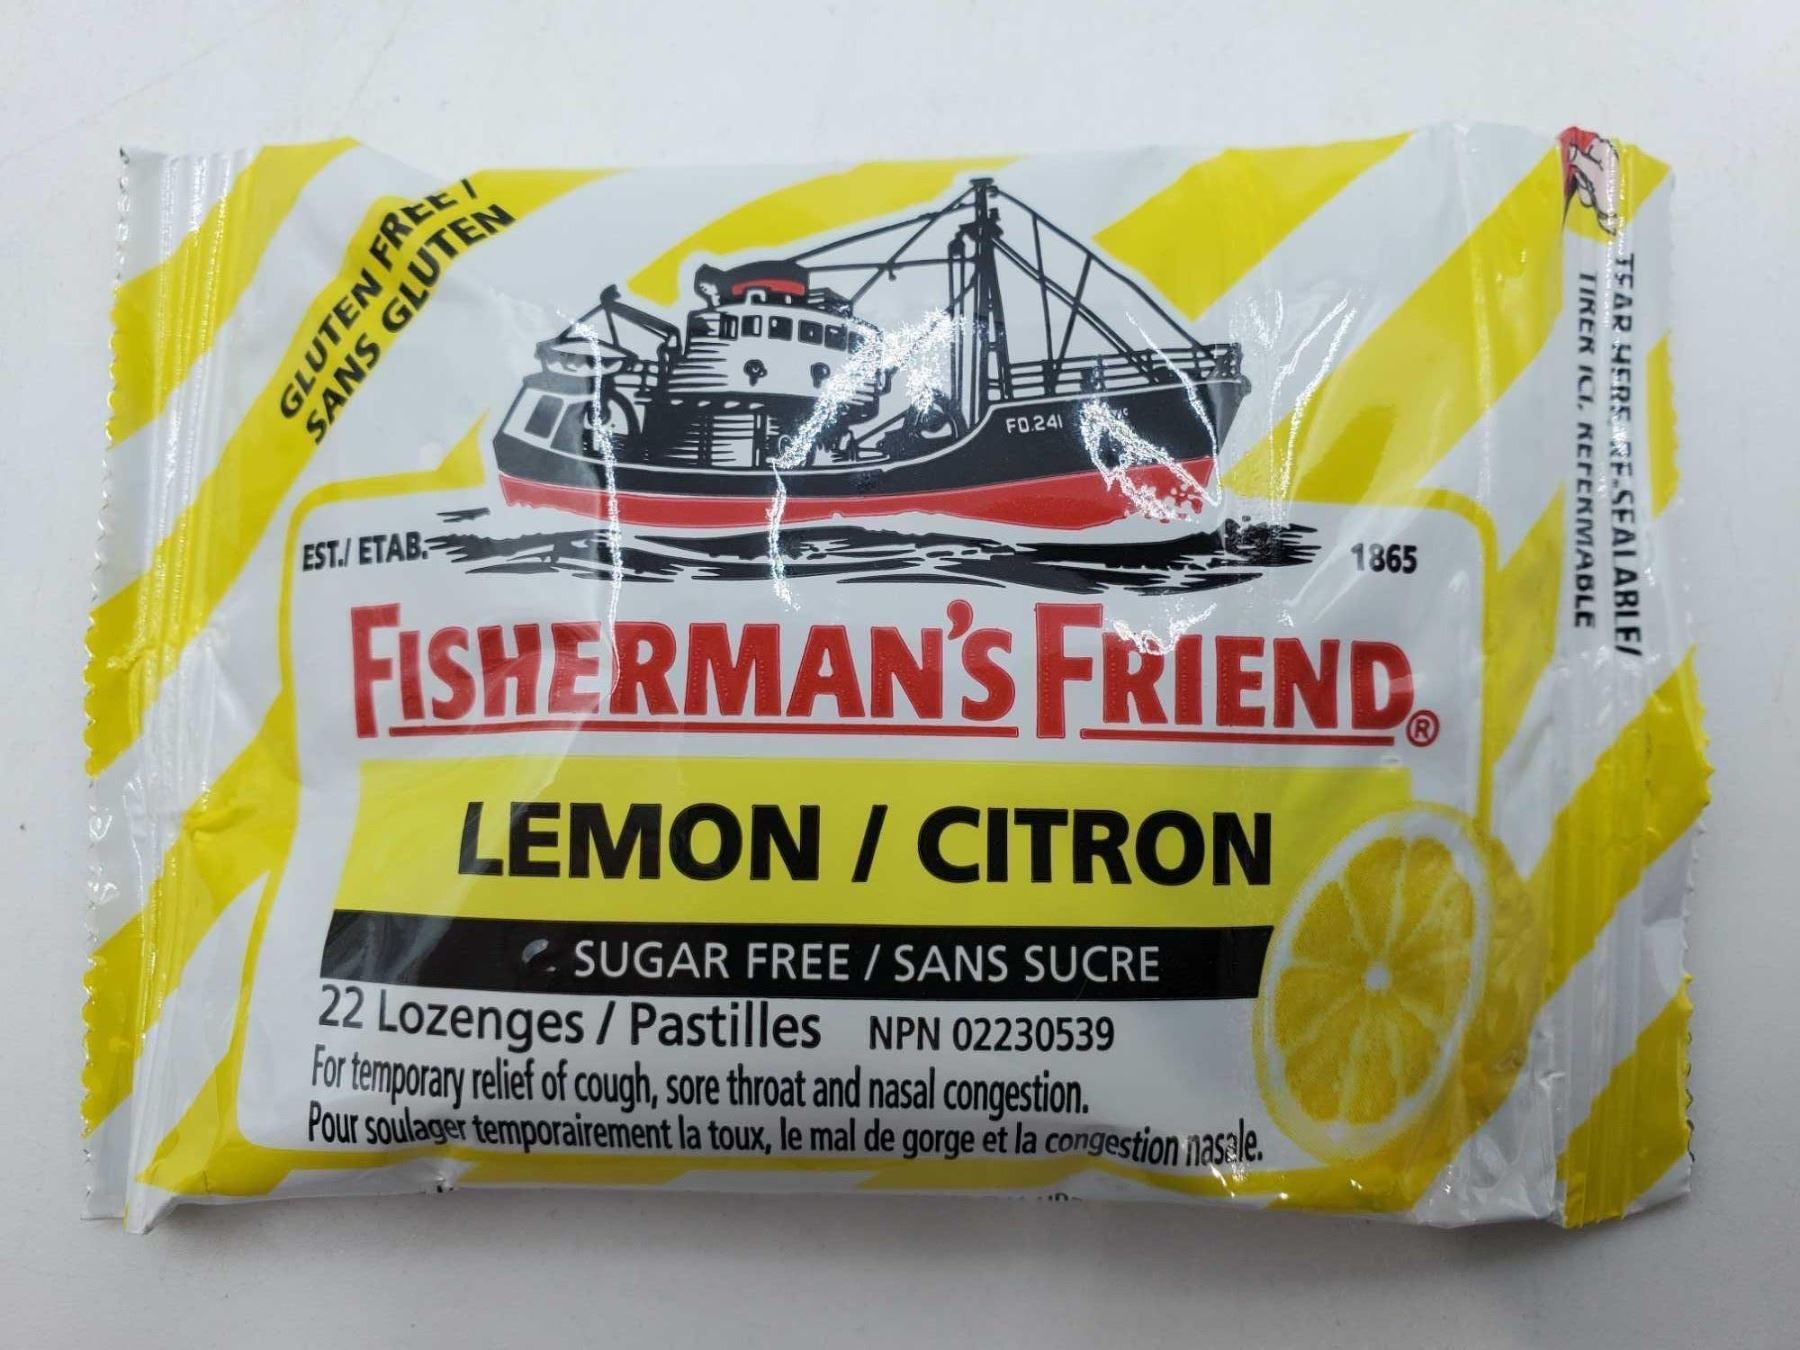 GLUTEN FREE /
SANS GLUTEN
FD.241
EST./ ETAB.
1865
FISHERMAN'S FRIEND®
LEMON / CITRON
SUGAR FREE / SANS SUCRE
22 Lozenges / Pastilles NPN 02230539
For temporary relief of cough, sore throat and nasal congestion.
Pour soulager temporairement la toux, le mal de gorge et la congestion nasale.
TEAR HERE RE-SEALABLE/
TIRER ICI, REFERMABLE